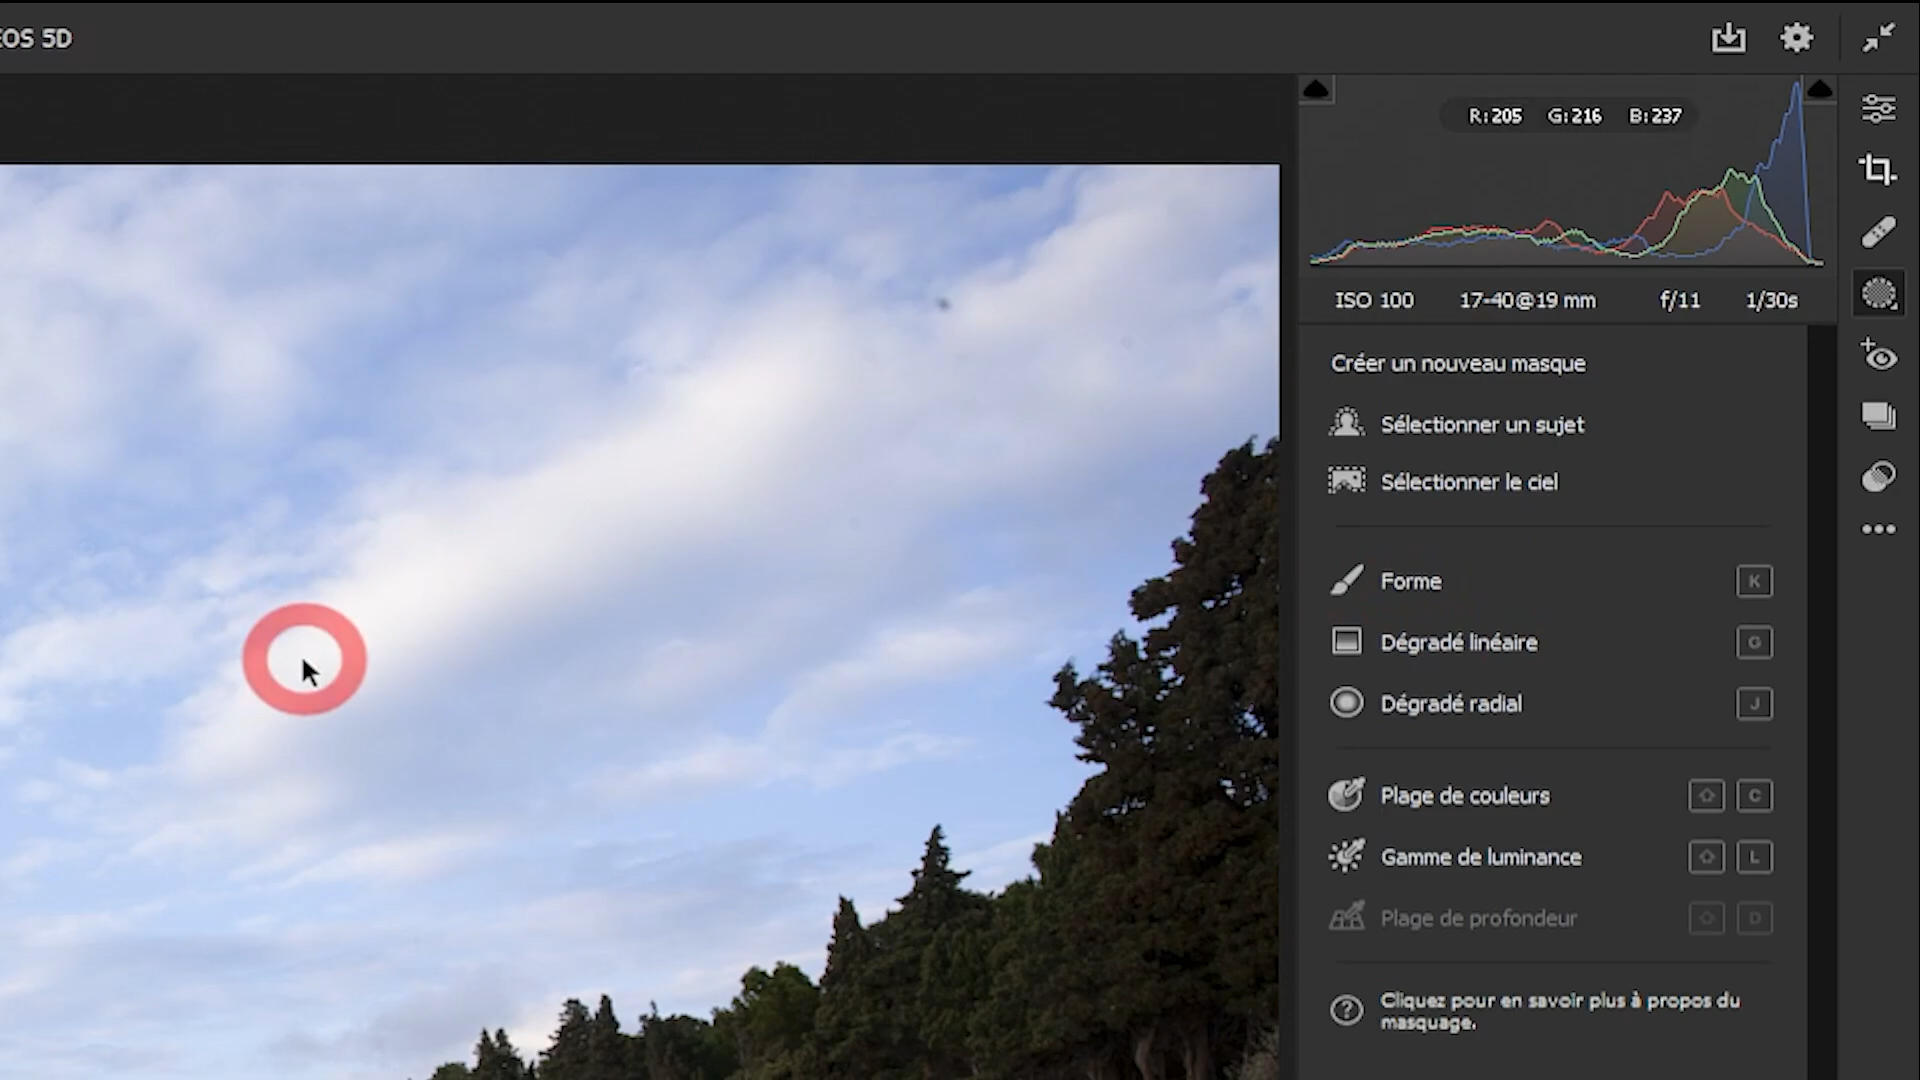 EOS 5D
R:205 G:216 B:237
ISO 100 17-40@19 mm f/11 1/30s
Créer un nouveau masque
Sélectionner un sujet
Sélectionner le ciel
Forme K
Dégradé linéaire G
Dégradé radial J
Plage de couleurs C
Gamme de luminance L
Plage de profondeur D
Cliquez pour en savoir plus à propos du
masquage.